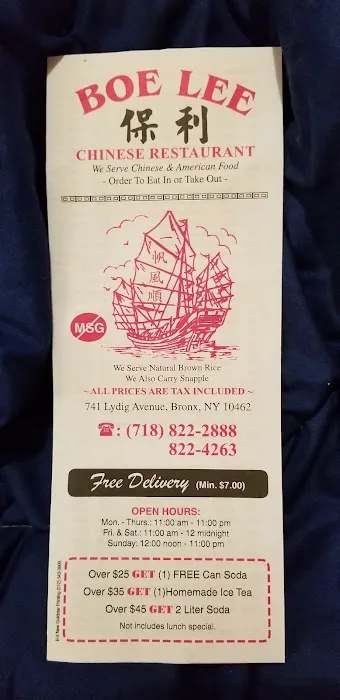 BOE LEE
保利
CHINESE RESTAURANT
We Serve Chinese & American Food
- Order To Eat In or Take Out -
帆
風
順
MSG
We Serve Natural Brown Rice
We Also Carry Snapple
~ ALL PRICES ARE TAX INCLUDED ~
741 Lydig Avenue, Bronx, NY 10462
☎: (718) 822-2888
822-4263
Free Delivery (Min. $7.00)
OPEN HOURS:
Mon. - Thurs.: 11:00 am - 11:00 pm
Fri. & Sat.: 11:00 am - 12 midnight
Sunday: 12:00 noon - 11:00 pm
Over $25 GET (1) FREE Can Soda
Over $35 GET (1)Homemade Ice Tea
Over $45 GET 2 Liter Soda
Not includes lunch special.